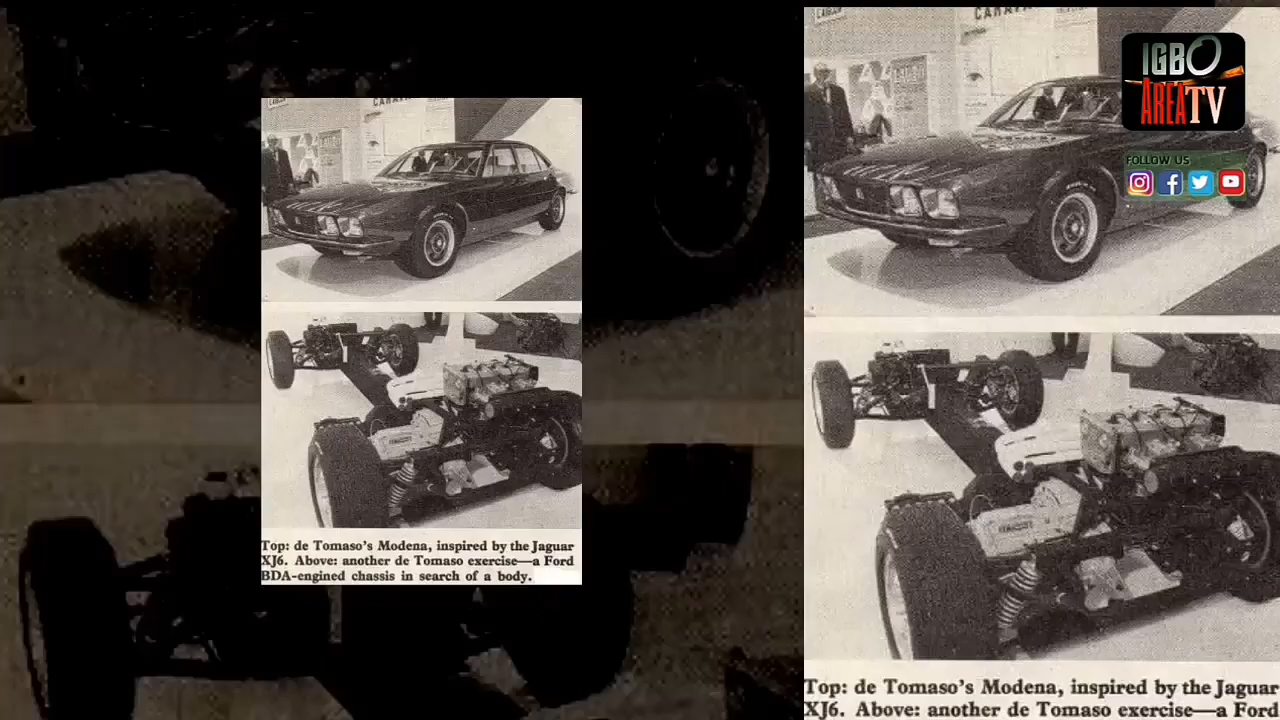 CARAVA
Top: de Tomaso's Modena, inspired by the Jaguar
XJ6. Above: another de Tomaso exercise—a Ford
BDA-engined chassis in search of a body.
CARAVA
IGBO
AREA TV
FOLLOW US
Top: de Tomaso's Modena, inspired by the Jaguar
XJ6. Above: another de Tomaso exercise—a Ford